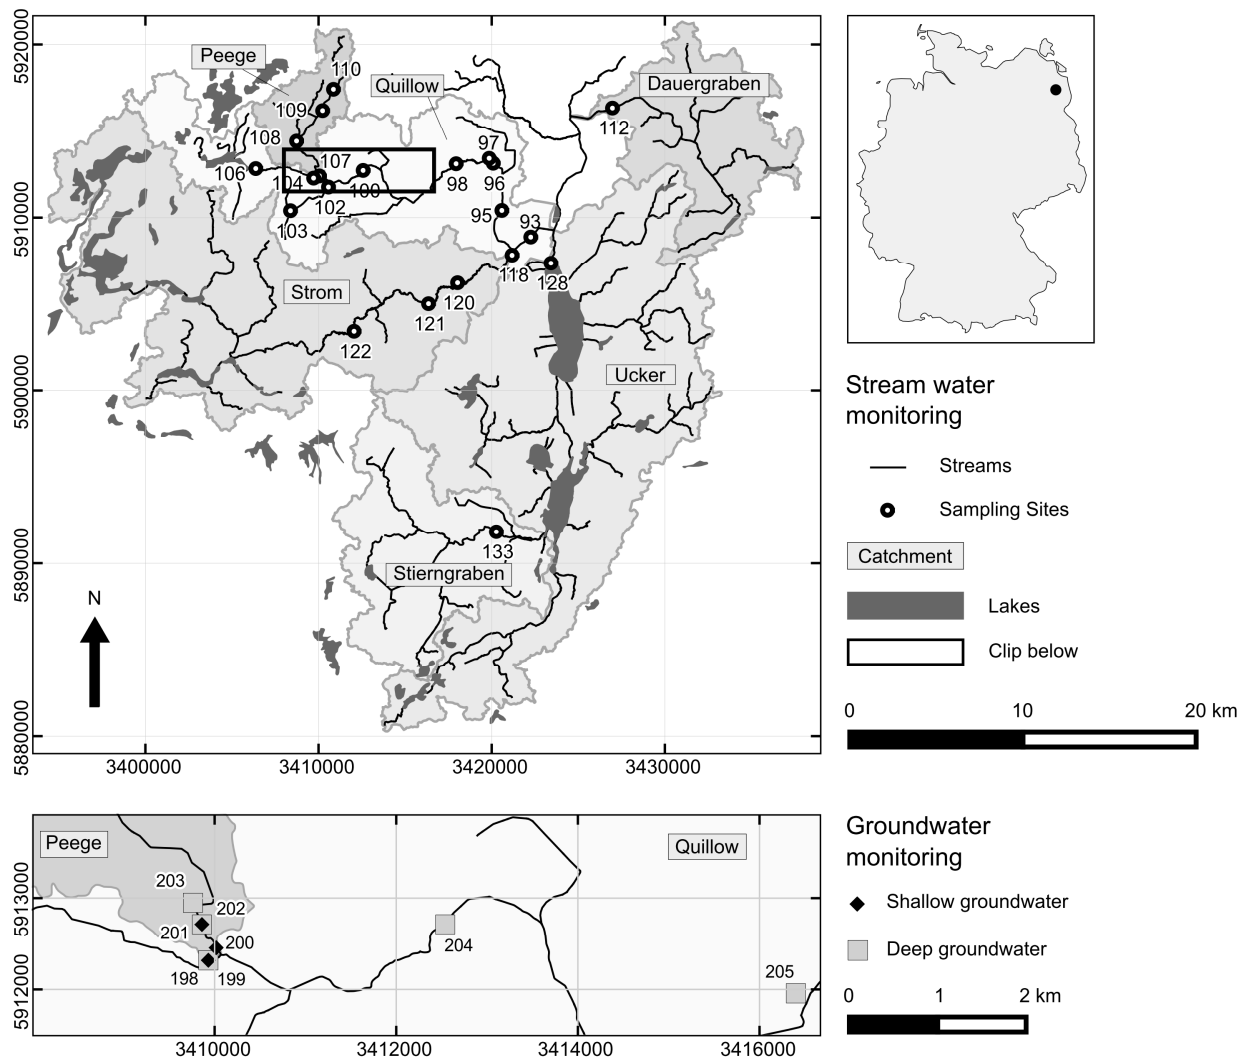 5920000
5910000
5900000
5890000
5880000
3400000
3410000
3420000
3430000
Peege
110
Quillow
Dauergraben
109
112
108
97
107
106
104
100
98
96
102
103
95
93
118
128
Strom
120
121
122
Ucker
133
Stierngraben
N
Stream water
monitoring
Streams
Sampling Sites
Catchment
Lakes
Clip below
0 10 20 km
Peege
Quillow
203
202
201
200
198 199
204
205
5913000
5912000
3410000
3412000
3414000
3416000
Groundwater
monitoring
Shallow groundwater
Deep groundwater
0 1 2 km